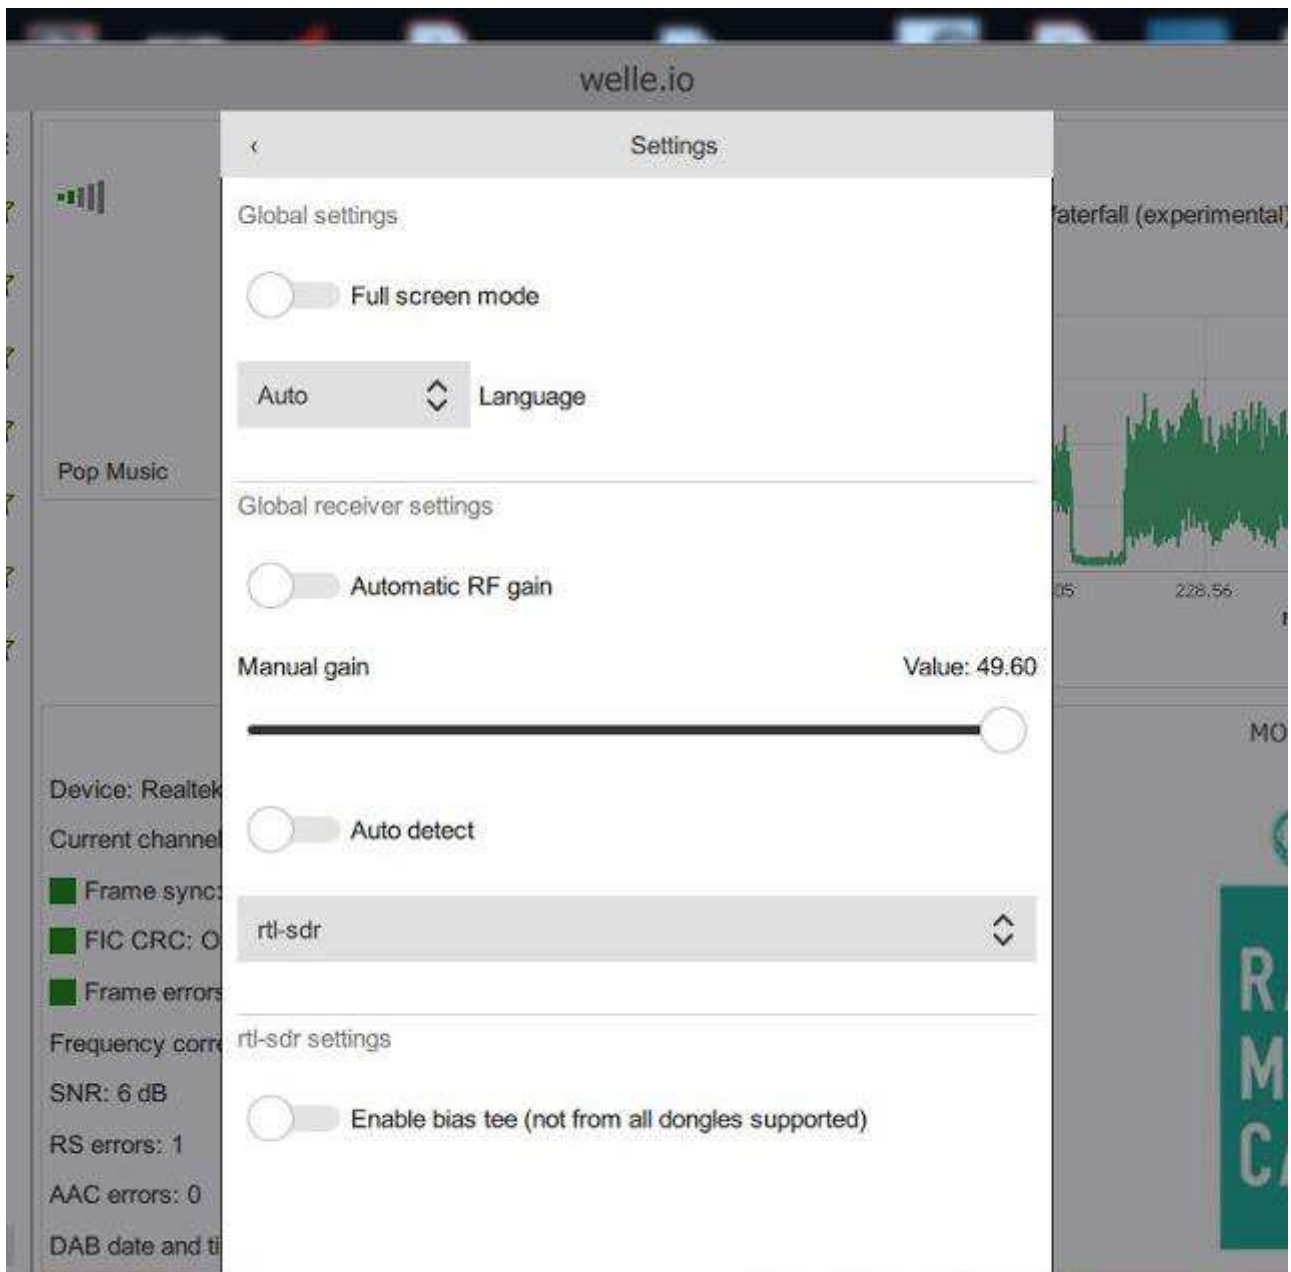 welle.io
Settings
Global settings
Full screen mode
Auto
Language
Global receiver settings
Automatic RF gain
Manual gain
Value: 49.60
Auto detect
rtl-sdr
rtl-sdr settings
Enable bias tee (not from all dongles supported)
Pop Music
Device: Realtek
Current channel
Frame sync:
FIC CRC: O
Frame errors
Frequency corre
SNR: 6 dB
RS errors: 1
AAC errors: 0
DAB date and ti
aterfall (experimental)
05
228.56
MO
R
M
CA